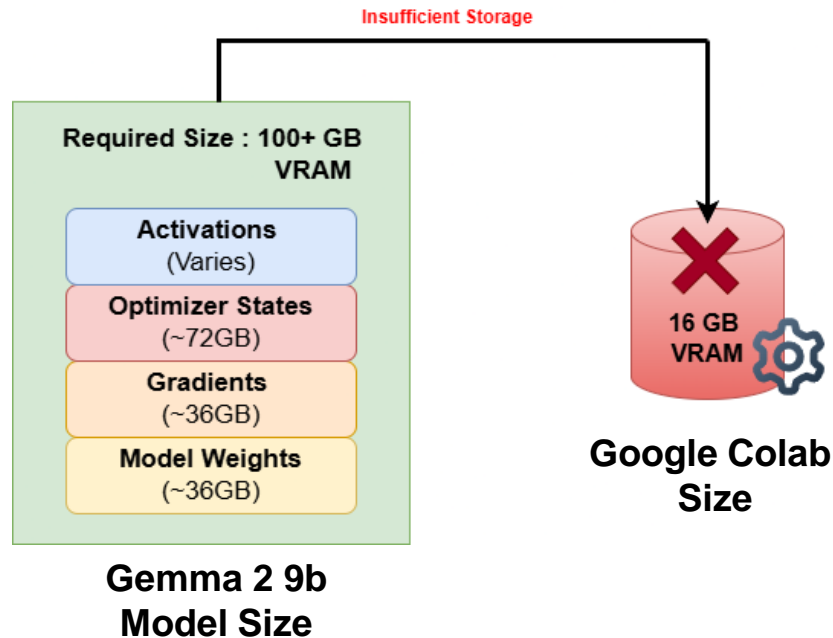 Insufficient Storage
Required Size : 100+ GB
VRAM
Activations
(Varies)
Optimizer States
(~72GB)
Gradients
(~36GB)
Model Weights
(~36GB)
16 GB
VRAM
Google Colab
Size
Gemma 2 9b
Model Size